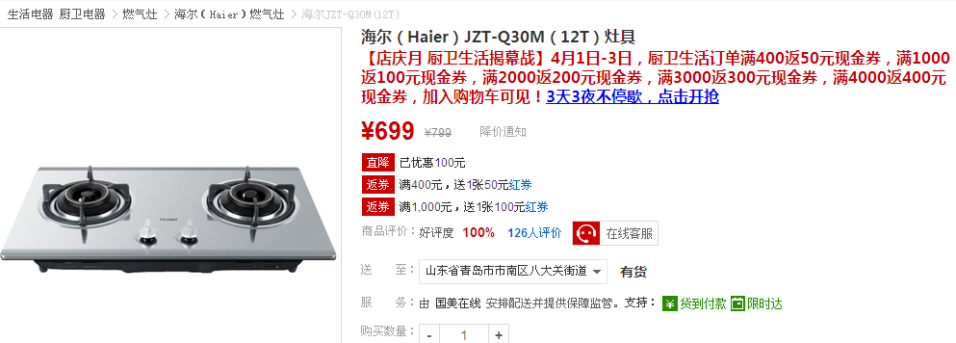 生活电器 厨卫电器 > 燃气灶 > 海尔(Haier)燃气灶 > 海尔JZT-Q30M(12T)
海尔（Haier）JZT-Q30M（12T）灶具
【店庆月 厨卫生活揭幕战】4月1日-3日，厨卫生活订单满400返50元现金券，满1000
返100元现金券，满2000返200元现金券，满3000返300元现金券，满4000返400元
现金券，加入购物车可见！3天3夜不停歇，点击开抢
¥699 ¥799 降价通知
直降 已优惠100元
返券 满400元，送1张50元红券
返券 满1,000元，送1张100元红券
商品评价：好评度 100% 126人评价 在线客服
送 至：山东省青岛市市南区八大关街道 有货
服 务：由 国美在线 安排配送并提供保障监管。支持： 货到付款 限时达
购买数量： - 1 +
Haier